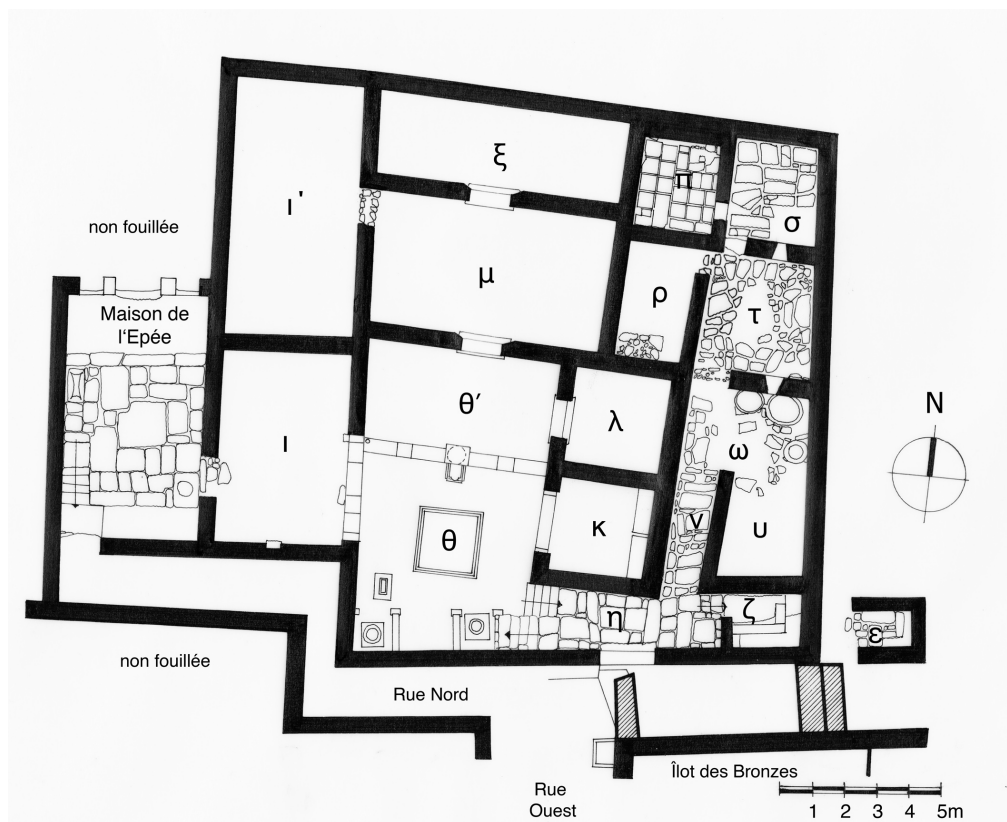 ξ
π
σ
ι'
non fouillée
μ
ρ
τ
Maison de
l'Epée
θ'
λ
N
ι
ω
κ
ν
υ
θ
η
ζ
ε
non fouillée
Rue Nord
Îlot des Bronzes
Rue
Ouest
1 2 3 4 5m